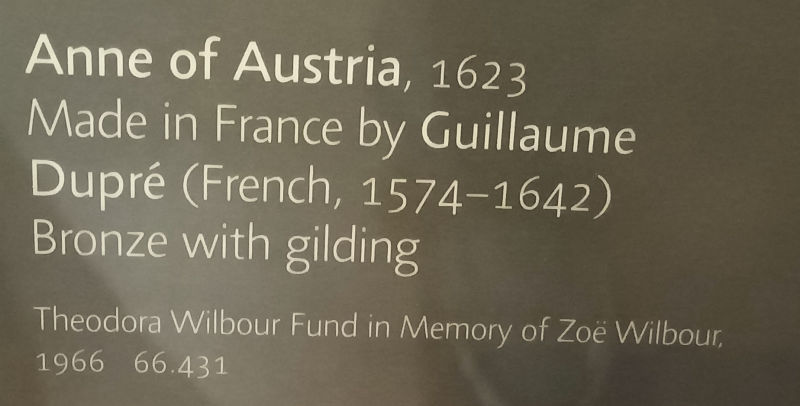 Anne of Austria, 1623
Made in France by Guillaume
Dupré (French, 1574–1642)
Bronze with gilding
Theodora Wilbour Fund in Memory of Zoë Wilbour,
1966 66.431